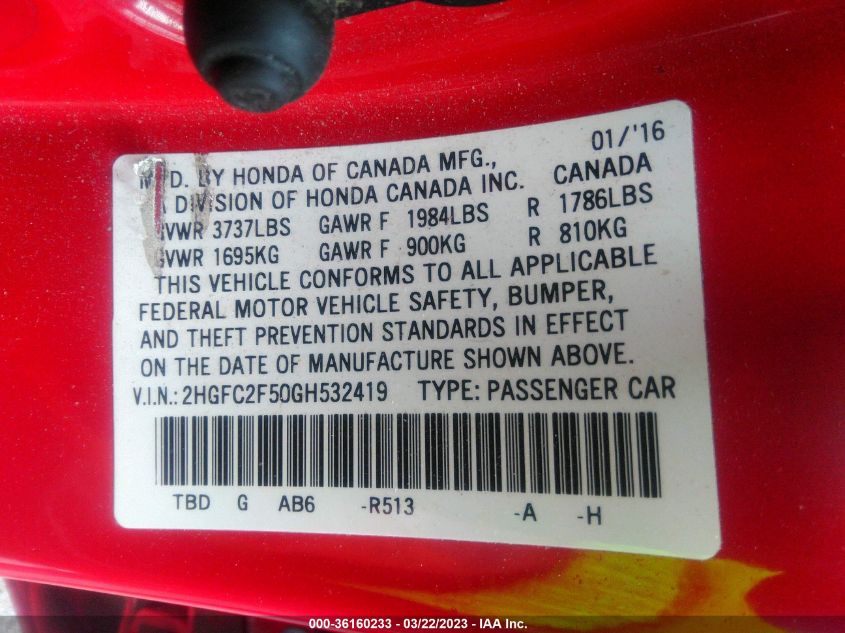 01/'16
MFD. BY HONDA OF CANADA MFG.,
A DIVISION OF HONDA CANADA INC. CANADA
GVWR 3737LBS GAWR F 1984LBS R 1786LBS
GVWR 1695KG GAWR F 900KG R 810KG
THIS VEHICLE CONFORMS TO ALL APPLICABLE
FEDERAL MOTOR VEHICLE SAFETY, BUMPER,
AND THEFT PREVENTION STANDARDS IN EFFECT
ON THE DATE OF MANUFACTURE SHOWN ABOVE.
V.I.N.: 2HGFC2F50GH532419 TYPE: PASSENGER CAR
TBD G AB6 -R513 -A -H
000-36160233 - 03/22/2023 - IAA Inc.